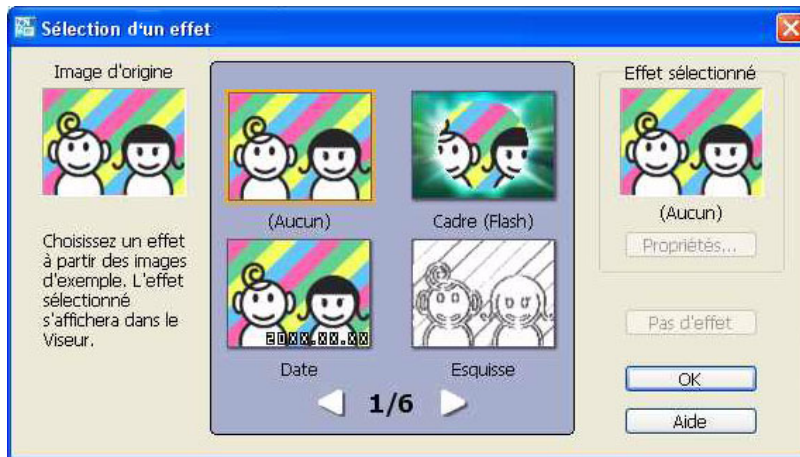 Sélection d'un effet
Image d'origine
Choisissez un effet
à partir des images
d'exemple. L'effet
sélectionné
s'affichera dans le
Viseur.
(Aucun)
Cadre (Flash)
20XX.XX.XX
Date
Esquisse
1/6
Effet sélectionné
(Aucun)
Propriétés...
Pas d'effet
OK
Aide